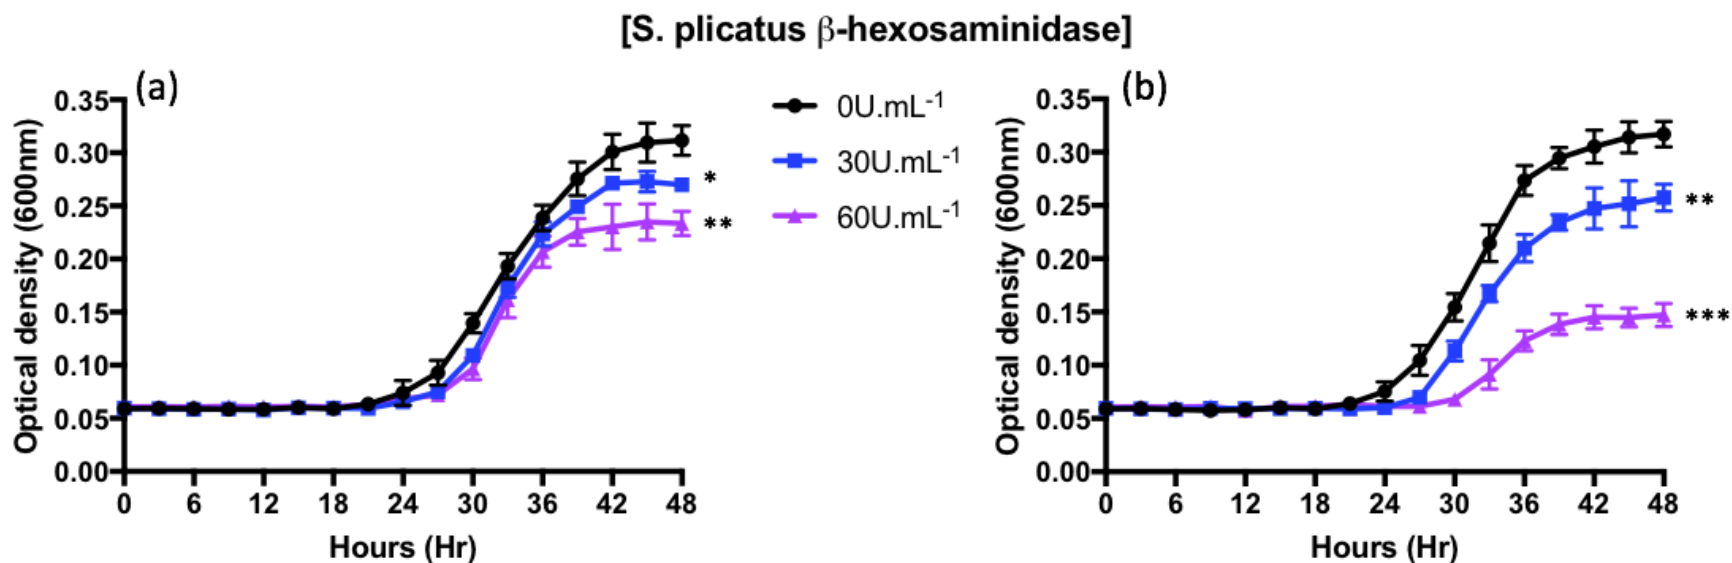 [S. plicatus β-hexosaminidase]
(a)
0.35
0.30
0.25
0.20
0.15
0.10
0.05
0.00
Optical density (600nm)
0 6 12 18 24 30 36 42 48
Hours (Hr)
*
**
0U.mL⁻¹
30U.mL⁻¹
60U.mL⁻¹
(b)
0.35
0.30
0.25
0.20
0.15
0.10
0.05
0.00
Optical density (600nm)
0 6 12 18 24 30 36 42 48
Hours (Hr)
**
***